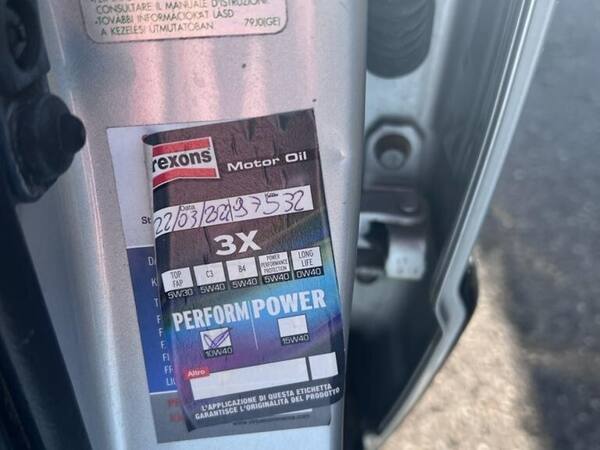 CONSULTARE IL MANUALE D'ISTRUZIONE
-TOVÁBBI INFORMÁCIÓKAT LÁSD
A KEZELÉSI ÚTMUTATÓBAN. 79J0(GE)
rexons
Motor Oil
Data
22/03/
97532
3X
TOP FAP
C3
B4
POWER PERFORMANCE PROTECTION
LONG LIFE
5W30
5W40
5W40
5W40
0W40
PERFORM POWER
10W40
15W40
Altro
L'APPLICAZIONE DI QUESTA ETICHETTA
GARANTISCE L'ORIGINALITÀ DEL PRODOTTO